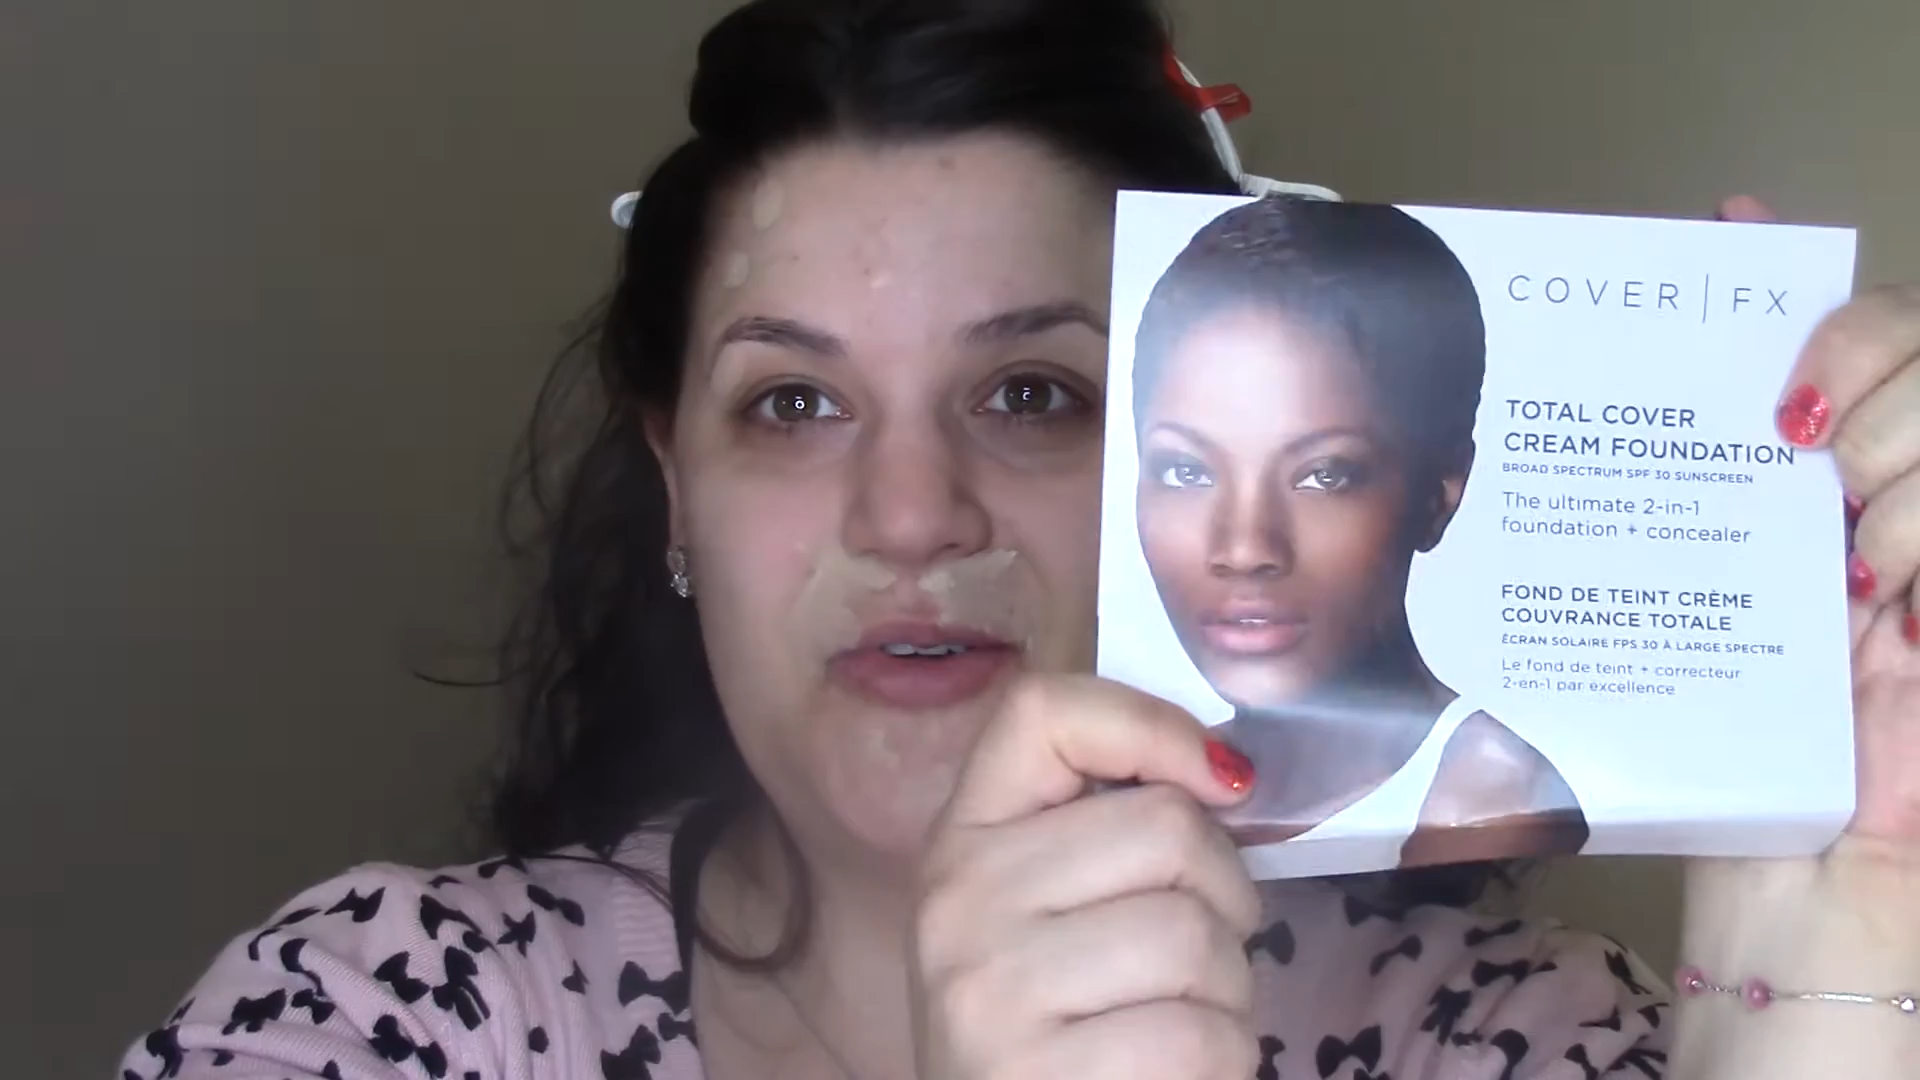 COVER | FX
TOTAL COVER
CREAM FOUNDATION
BROAD SPECTRUM SPF 30 SUNSCREEN
The ultimate 2-in-1
foundation + concealer
FOND DE TEINT CRÈME
COUVRANCE TOTALE
ÉCRAN SOLAIRE FPS 30 À LARGE SPECTRE
Le fond de teint + correcteur
2-en-1 par excellence